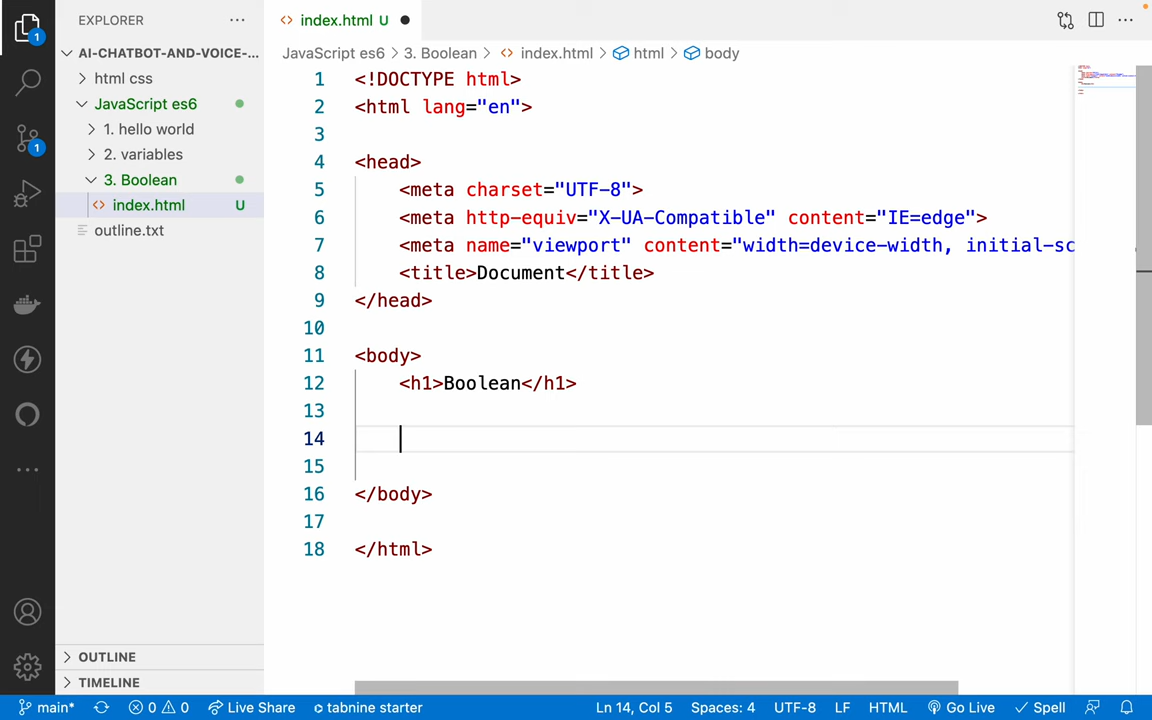 EXPLORER
index.html U
AI-CHATBOT-AND-VOICE-...
JavaScript es6 > 3. Boolean > index.html > html > body
html css
JavaScript es6
1. hello world
2. variables
3. Boolean
index.html U
outline.txt
1
1
1 <!DOCTYPE html>
2 <html lang="en">
3
4 <head>
5 <meta charset="UTF-8">
6 <meta http-equiv="X-UA-Compatible" content="IE=edge">
7 <meta name="viewport" content="width=device-width, initial-sc
8 <title>Document</title>
9 </head>
10
11 <body>
12 <h1>Boolean</h1>
13
14
15
16 </body>
17
18 </html>
OUTLINE
TIMELINE
main* 0 0 Live Share tabnine starter Ln 14, Col 5 Spaces: 4 UTF-8 LF HTML Go Live Spell